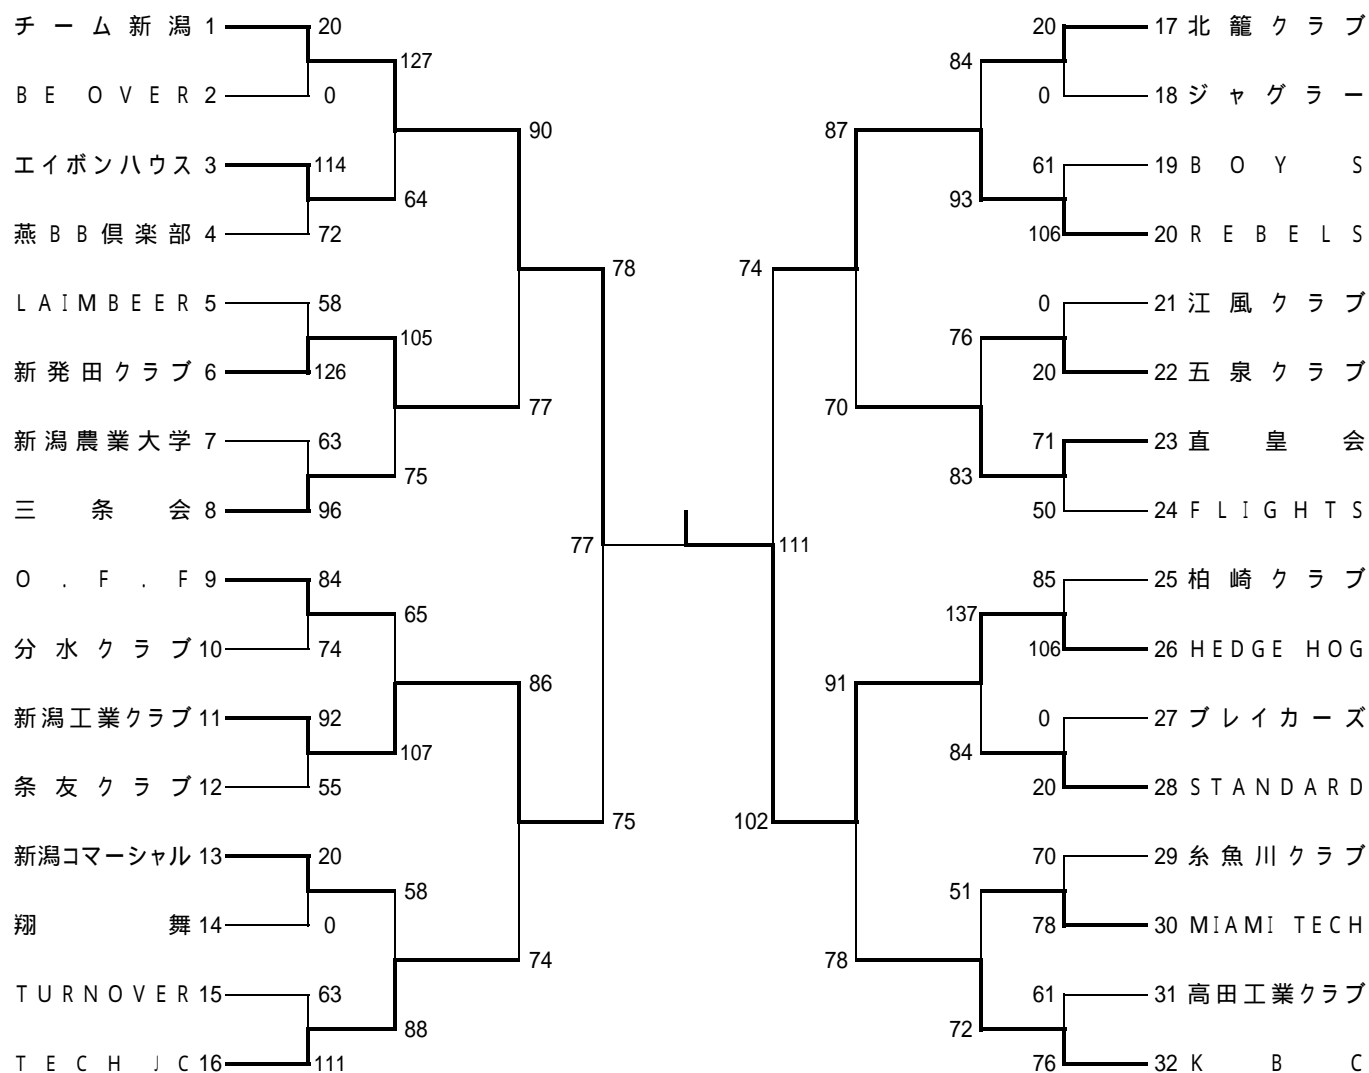 チーム新潟 1 20 20 17 北籠クラブ
127 84
BE OVER 2 0 0 18 ジャグラー
90 87
エイボンハウス 3 114 61 19 BOYS
64 93
燕BB倶楽部 4 72 106 20 REBELS
78 74
LAIMBEER 5 58 0 21 江風クラブ
105 76
新発田クラブ 6 126 20 22 五泉クラブ
77 70
新潟農業大学 7 63 71 23 直皇会
75 83
三条会 8 96 50 24 FLIGHTS
77 111
O.F.F 9 84 85 25 柏崎クラブ
65 137
分水クラブ 10 74 106 26 HEDGE HOG
86 91
新潟工業クラブ 11 92 0 27 ブレイカーズ
107 84
条友クラブ 12 55 20 28 STANDARD
75 102
新潟コマーシャル 13 20 70 29 糸魚川クラブ
58 51
翔舞 14 0 78 30 MIAMI TECH
74 78
TURNOVER 15 63 61 31 高田工業クラブ
88 72
TECH JC 16 111 76 32 KBC